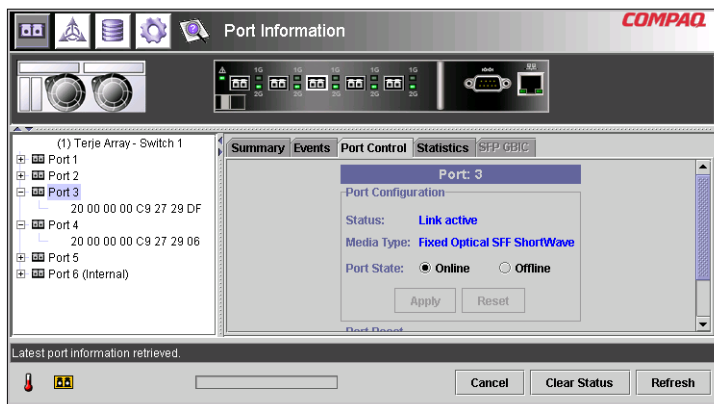 Port Information
COMPAQ
1G 1G 1G 1G 1G
2G 2G 2G 2G 2G
(1) Terje Array - Switch 1
Port 1
Port 2
Port 3
20 00 00 00 C9 27 29 DF
Port 4
20 00 00 00 C9 27 29 06
Port 5
Port 6 (Internal)
Summary Events Port Control Statistics SFP GBIC
Port: 3
Port Configuration
Status: Link active
Media Type: Fixed Optical SFF ShortWave
Port State: Online Offline
Apply Reset
Port Reset
Latest port information retrieved.
Cancel Clear Status Refresh